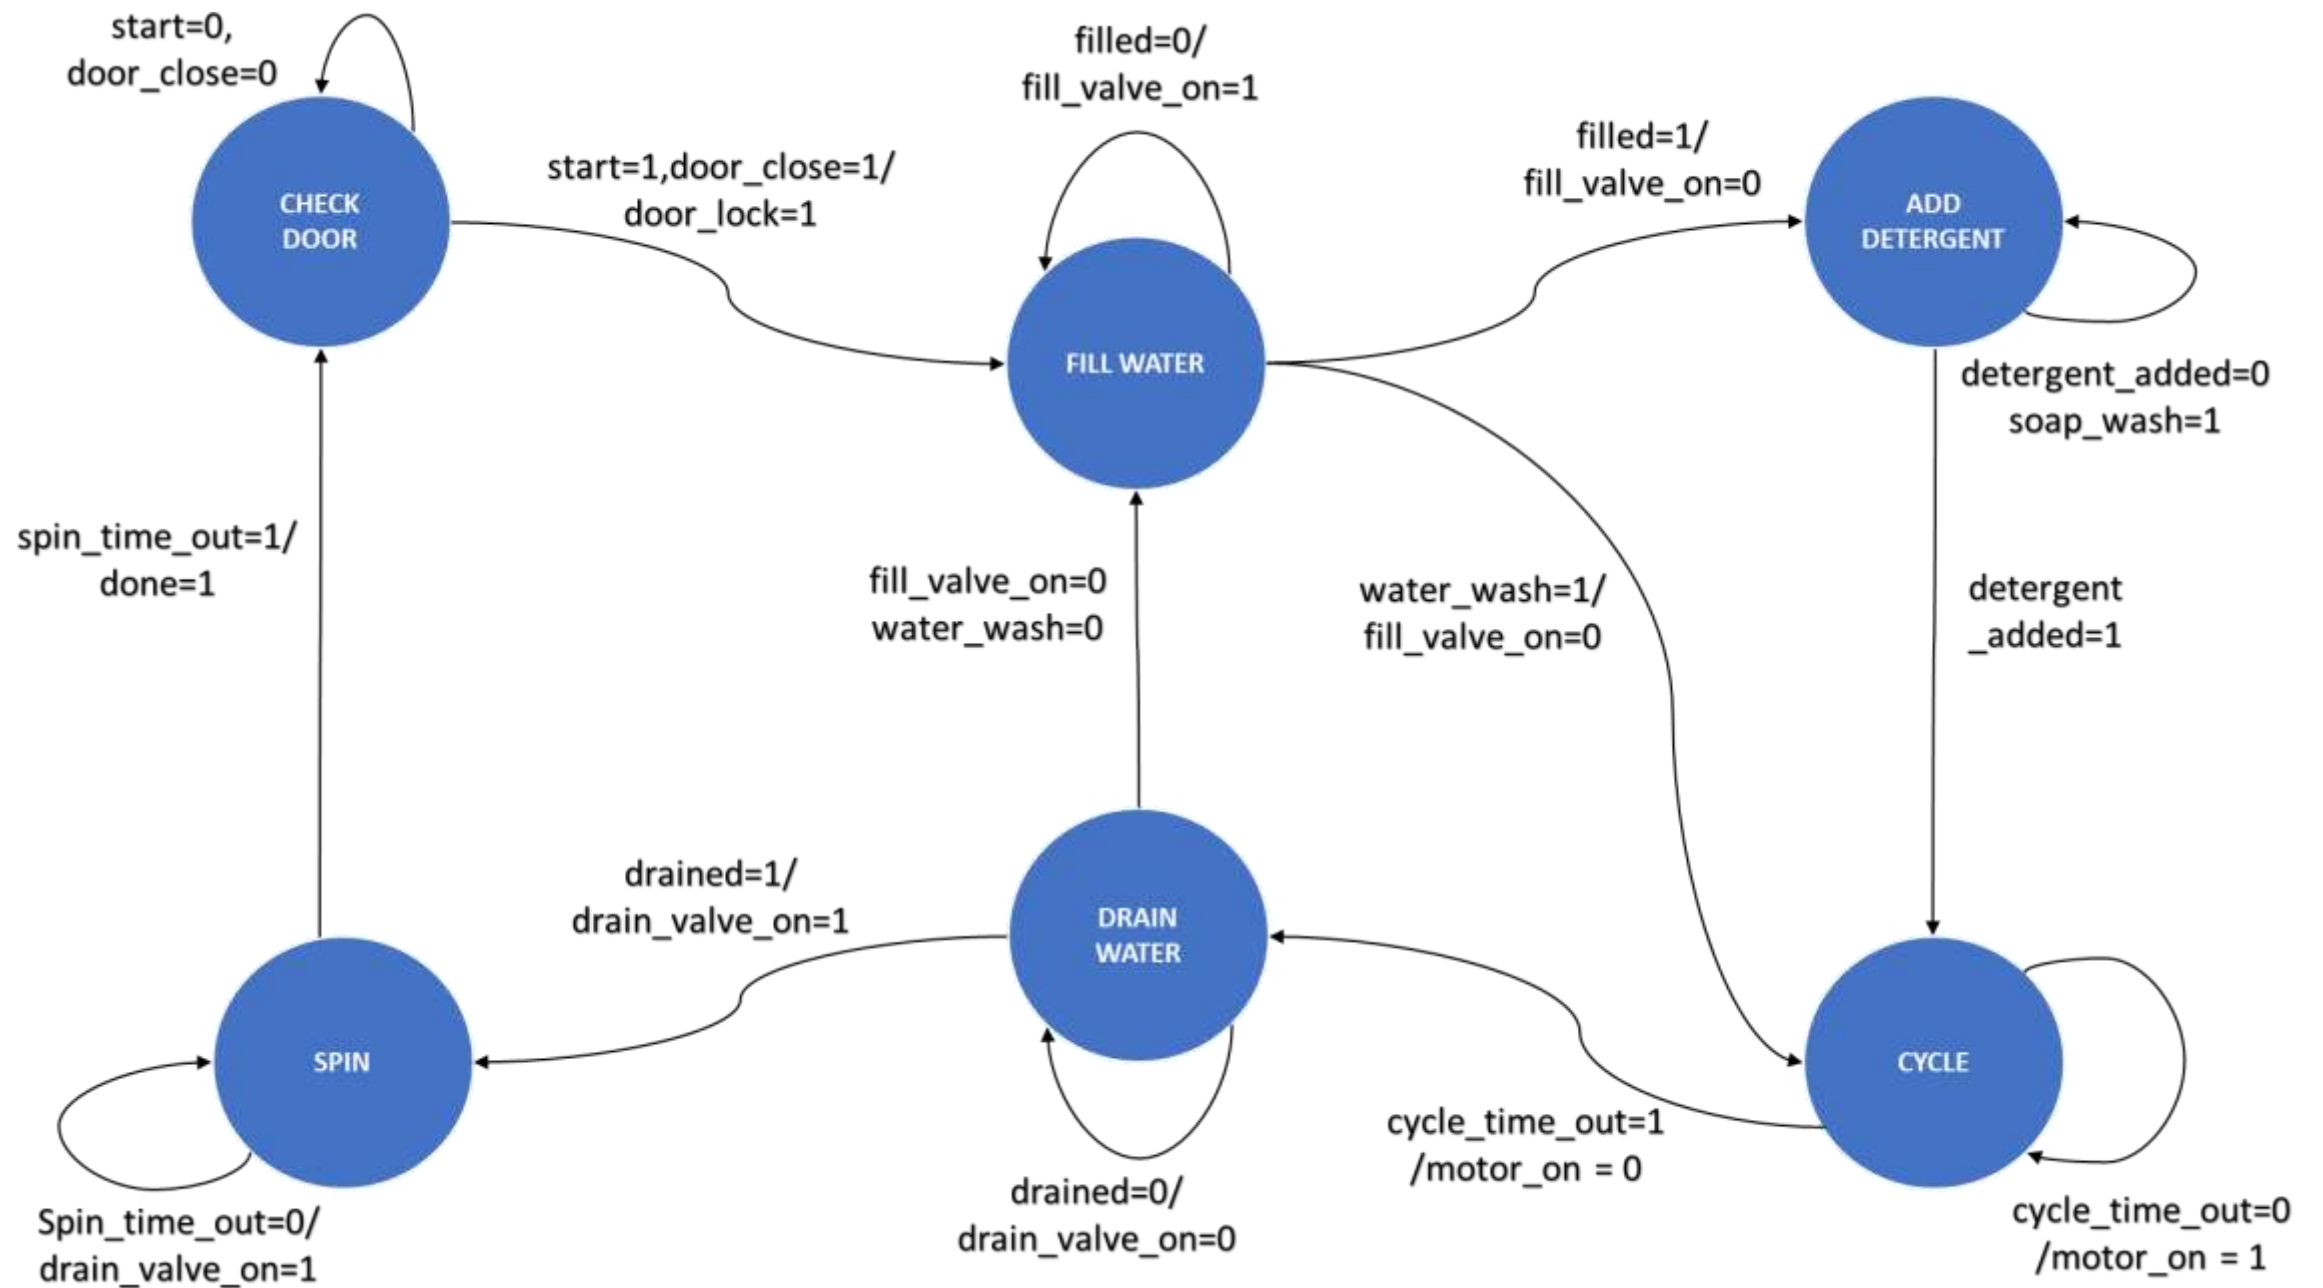 start=0,
door_close=0
filled=0/
fill_valve_on=1
filled=1/
fill_valve_on=0
start=1,door_close=1/
door_lock=1
CHECK
DOOR
ADD
DETERGENT
FILL WATER
detergent_added=0
soap_wash=1
spin_time_out=1/
done=1
fill_valve_on=0
water_wash=0
water_wash=1/
fill_valve_on=0
detergent
_added=1
drained=1/
drain_valve_on=1
DRAIN
WATER
SPIN
CYCLE
cycle_time_out=1
/motor_on = 0
drained=0/
drain_valve_on=0
Spin_time_out=0/
drain_valve_on=1
cycle_time_out=0
/motor_on = 1